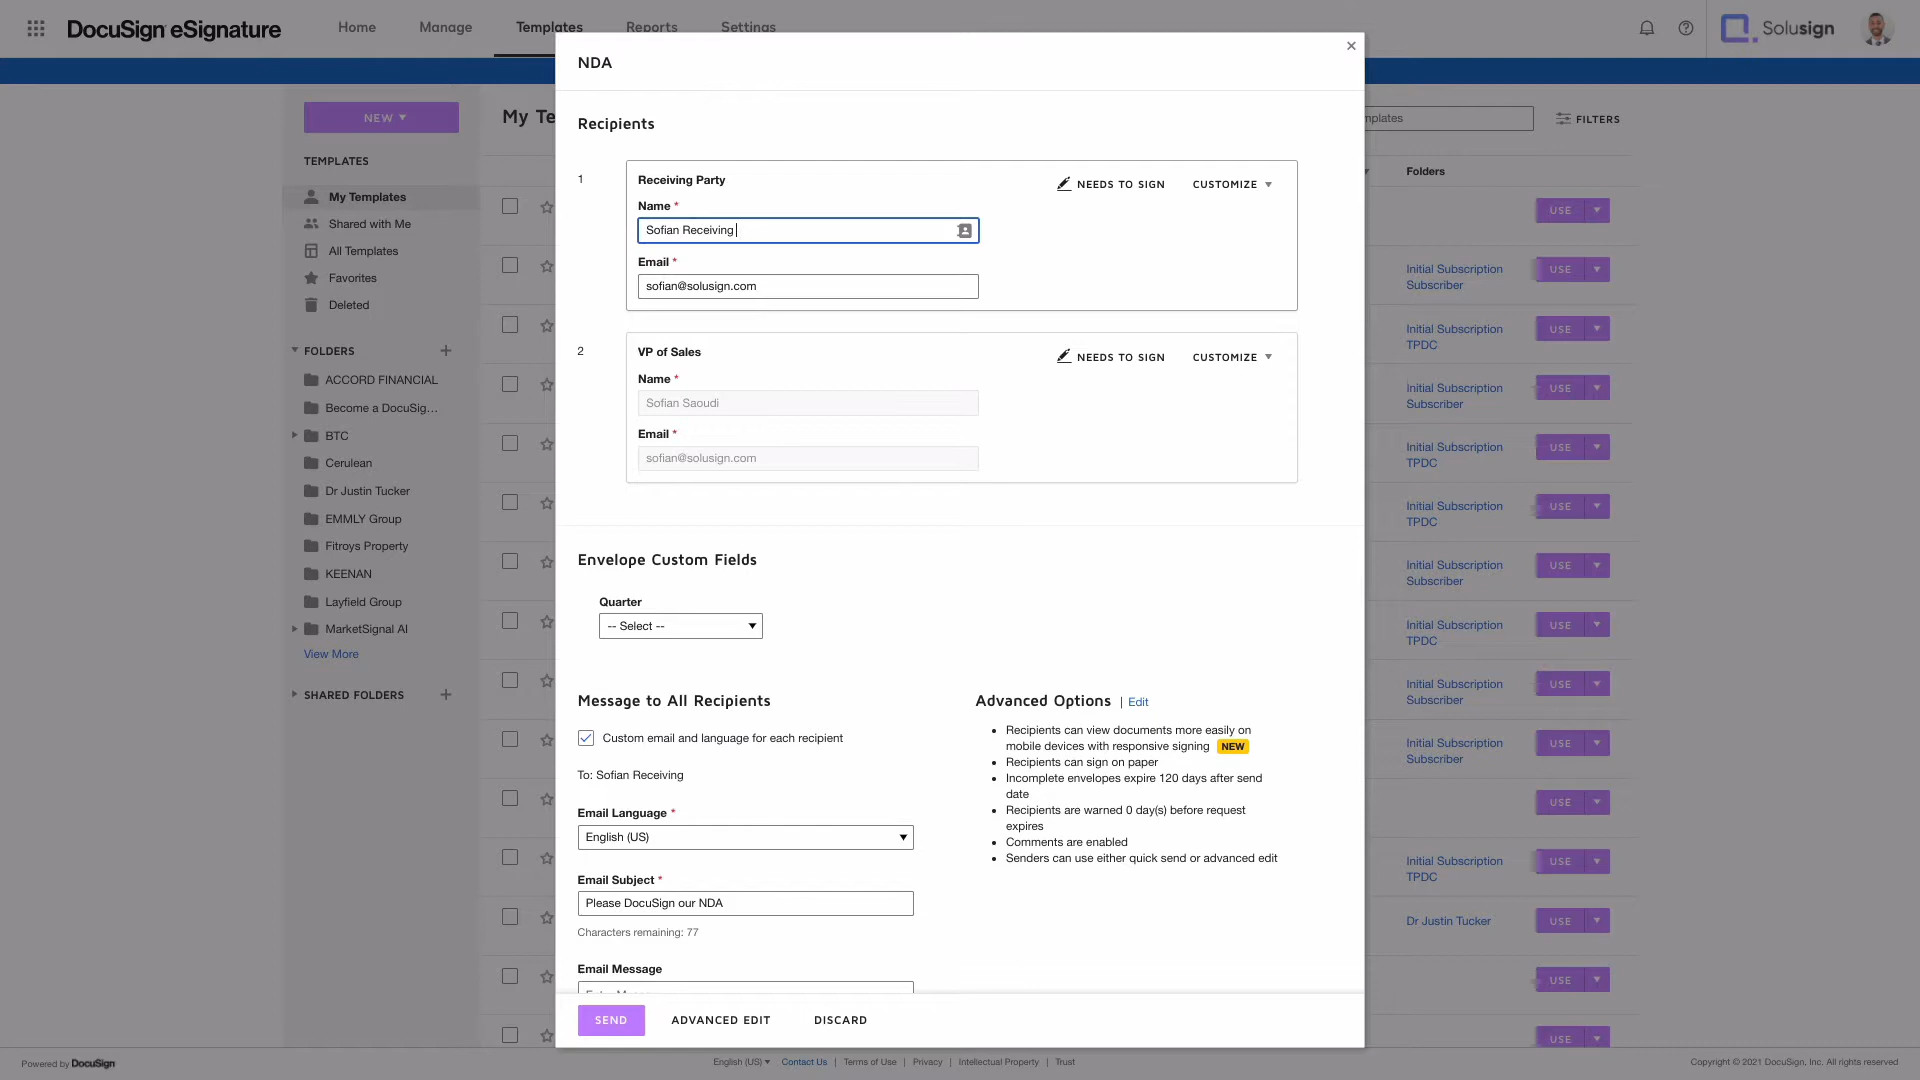 DocuSign eSignature
Home
Manage
Templates
Reports
Settings
Solusign
NEW
TEMPLATES
My Templates
Shared with Me
All Templates
Favorites
Deleted
FOLDERS
ACCORD FINANCIAL
Become a DocuSig...
BTC
Cerulean
Dr Justin Tucker
EMMLY Group
Fitroys Property
KEENAN
Layfield Group
MarketSignal AI
View More
SHARED FOLDERS
My Te
NDA
Recipients
1
Receiving Party
NEEDS TO SIGN
CUSTOMIZE
Name *
Sofian Receiving
Email *
sofian@solusign.com
2
VP of Sales
NEEDS TO SIGN
CUSTOMIZE
Name *
Sofian Saoudi
Email *
sofian@solusign.com
Envelope Custom Fields
Quarter
-- Select --
Message to All Recipients
Custom email and language for each recipient
To: Sofian Receiving
Email Language *
English (US)
Email Subject *
Please DocuSign our NDA
Characters remaining: 77
Email Message
Advanced Options | Edit
Recipients can view documents more easily on
mobile devices with responsive signing NEW
Recipients can sign on paper
Incomplete envelopes expire 120 days after send
date
Recipients are warned 0 day(s) before request
expires
Comments are enabled
Senders can use either quick send or advanced edit
SEND
ADVANCED EDIT
DISCARD
mplates
FILTERS
Folders
USE
Initial Subscription
Subscriber
USE
Initial Subscription
TPDC
USE
Initial Subscription
Subscriber
USE
Initial Subscription
TPDC
USE
Initial Subscription
TPDC
USE
Initial Subscription
Subscriber
USE
Initial Subscription
TPDC
USE
Initial Subscription
Subscriber
USE
Initial Subscription
Subscriber
USE
USE
Initial Subscription
TPDC
USE
Dr Justin Tucker
USE
USE
USE
Powered by DocuSign
English (US)
Contact Us | Terms of Use | Privacy | Intellectual Property | Trust
Copyright © 2021 DocuSign, Inc. All rights reserved